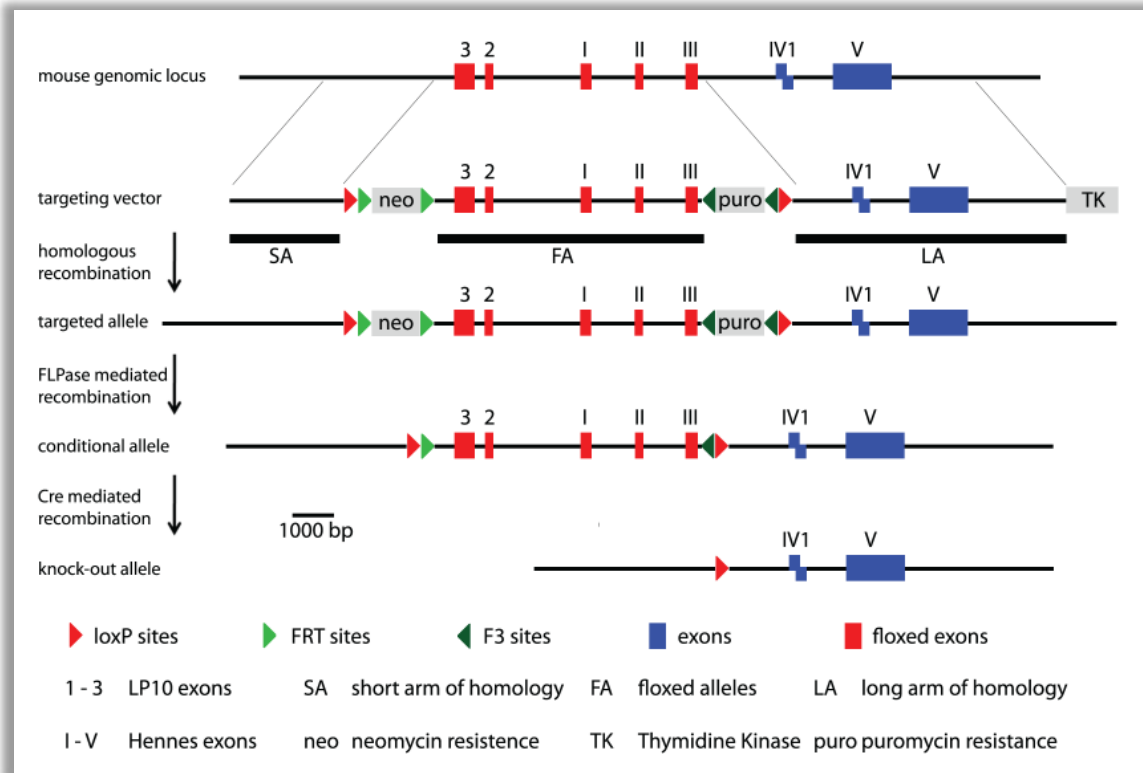 3 2 I II III IV1 V
mouse genomic locus
3 2 I II III IV1 V
targeting vector neo puro TK
SA FA LA
homologous
recombination
3 2 I II III IV1 V
targeted allele neo puro
FLPase mediated
recombination
3 2 I II III IV1 V
conditional allele
Cre mediated
recombination
1000 bp
IV1 V
knock-out allele
loxP sites FRT sites F3 sites exons floxed exons
1 - 3 LP10 exons SA short arm of homology FA floxed alleles LA long arm of homology
I - V Hennes exons neo neomycin resistence TK Thymidine Kinase puro puromycin resistance